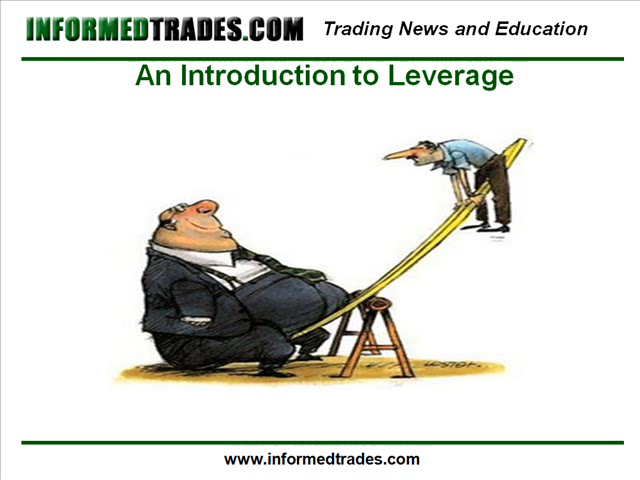 INFORMEDTRADES.COM Trading News and Education
An Introduction to Leverage
www.informedtrades.com